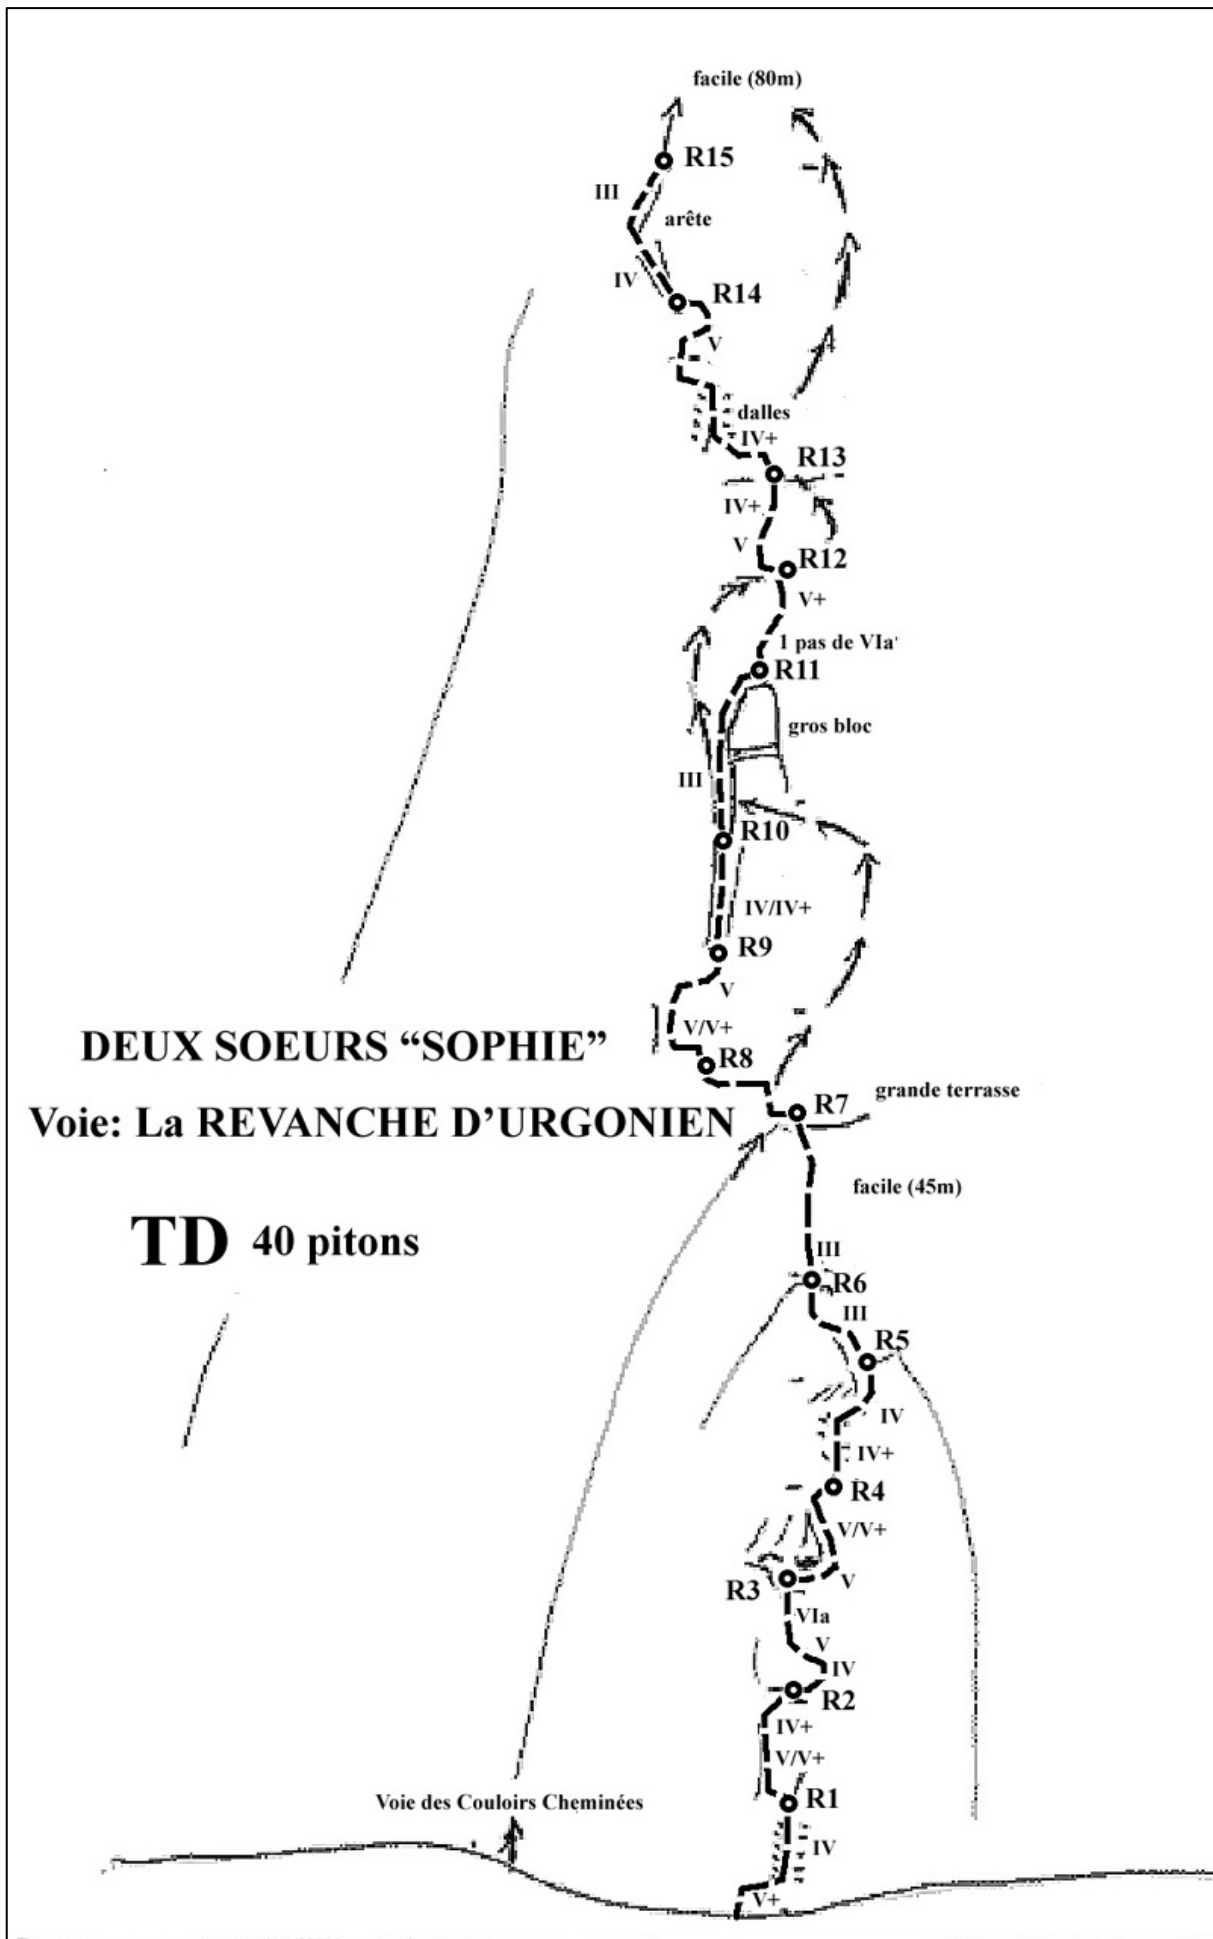 facile (80m)
R15
III
arête
IV
R14
V
dalles
IV+
R13
IV+
V
R12
V+
1 pas de VIa
R11
gros bloc
III
R10
IV/IV+
R9
V
V/V+
DEUX SOEURS “SOPHIE”
R8
grande terrasse
R7
Voie: La REVANCHE D’URGONIEN
facile (45m)
TD 40 pitons
III
R6
III
R5
IV
IV+
R4
V/V+
V
R3
VIa
V
IV
R2
IV+
V/V+
Voie des Couloirs Cheminées
R1
IV
V+